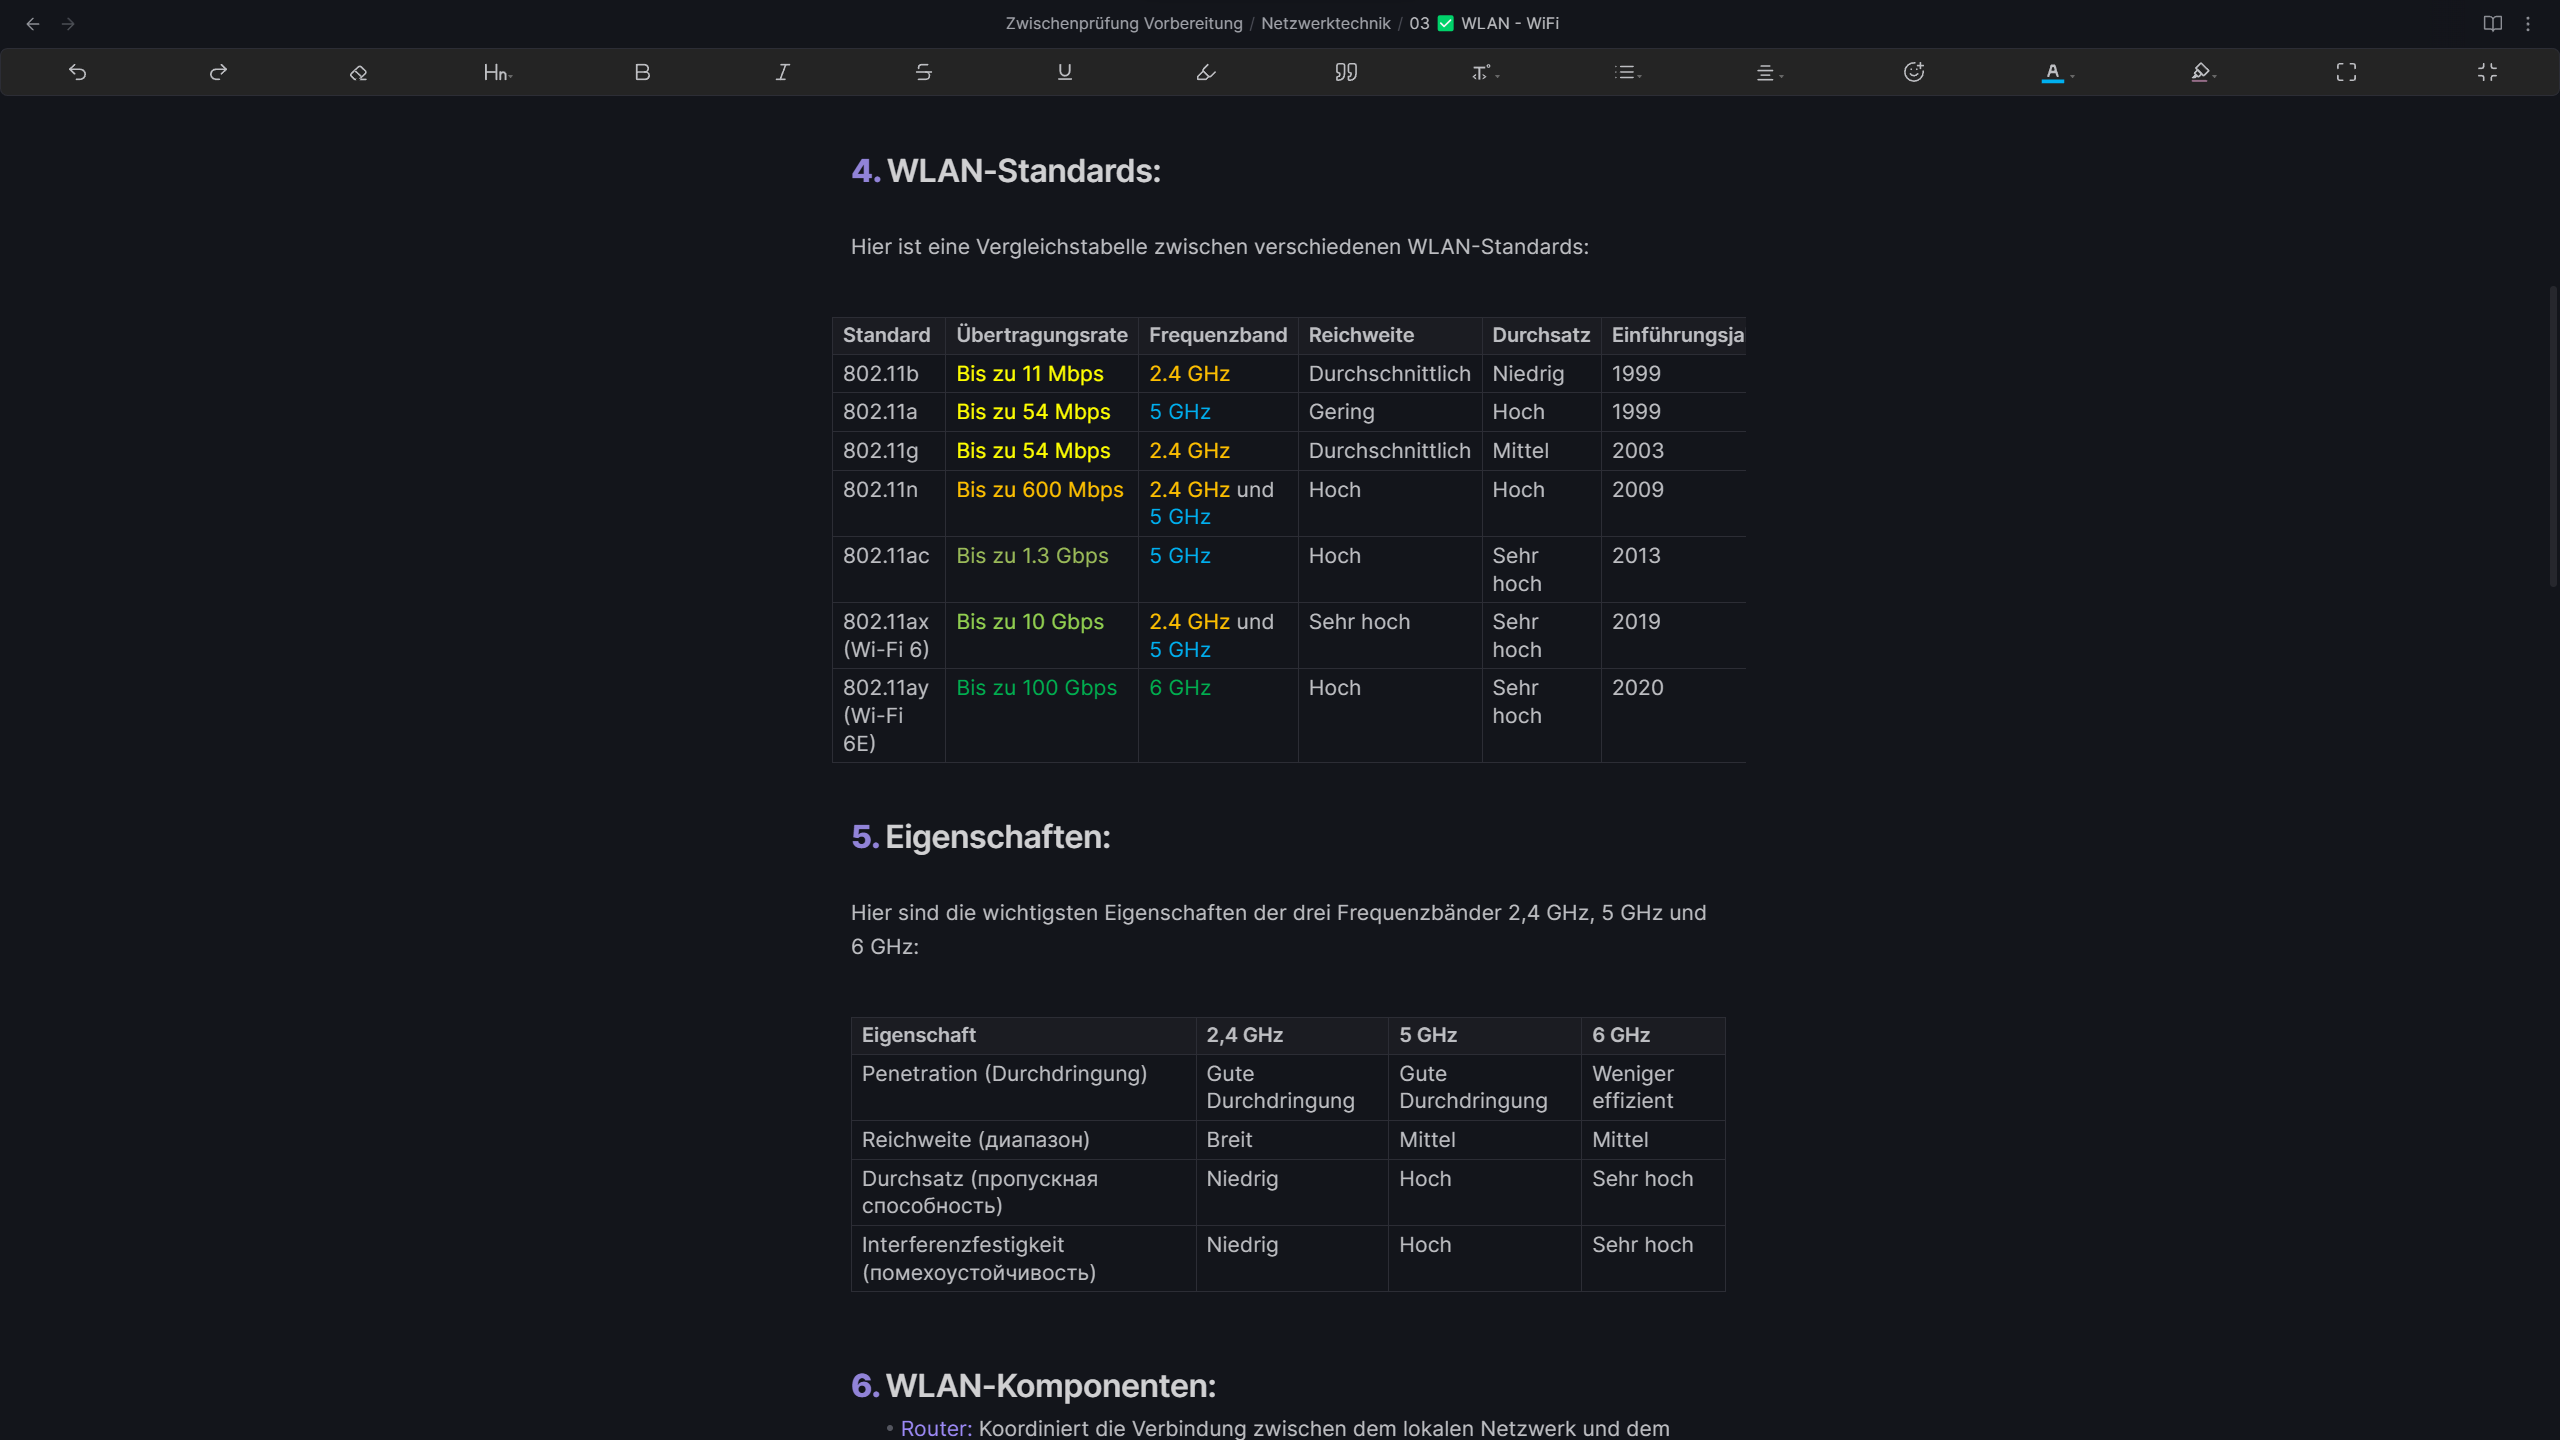 Zwischenprüfung Vorbereitung / Netzwerktechnik / 03 ✅ WLAN - WiFi
4. WLAN-Standards:
Hier ist eine Vergleichstabelle zwischen verschiedenen WLAN-Standards:
Standard Übertragungsrate Frequenzband Reichweite Durchsatz Einführungsja
802.11b Bis zu 11 Mbps 2.4 GHz Durchschnittlich Niedrig 1999
802.11a Bis zu 54 Mbps 5 GHz Gering Hoch 1999
802.11g Bis zu 54 Mbps 2.4 GHz Durchschnittlich Mittel 2003
802.11n Bis zu 600 Mbps 2.4 GHz und Hoch Hoch 2009
5 GHz
802.11ac Bis zu 1.3 Gbps 5 GHz Hoch Sehr 2013
hoch
802.11ax Bis zu 10 Gbps 2.4 GHz und Sehr hoch Sehr 2019
(Wi-Fi 6) 5 GHz hoch
802.11ay Bis zu 100 Gbps 6 GHz Hoch Sehr 2020
(Wi-Fi hoch
6E)
5. Eigenschaften:
Hier sind die wichtigsten Eigenschaften der drei Frequenzbänder 2,4 GHz, 5 GHz und
6 GHz:
Eigenschaft 2,4 GHz 5 GHz 6 GHz
Penetration (Durchdringung) Gute Gute Weniger
Durchdringung Durchdringung effizient
Reichweite (диапазон) Breit Mittel Mittel
Durchsatz (пропускная Niedrig Hoch Sehr hoch
способность)
Interferenzfestigkeit Niedrig Hoch Sehr hoch
(помехоустойчивость)
6. WLAN-Komponenten:
• Router: Koordiniert die Verbindung zwischen dem lokalen Netzwerk und dem